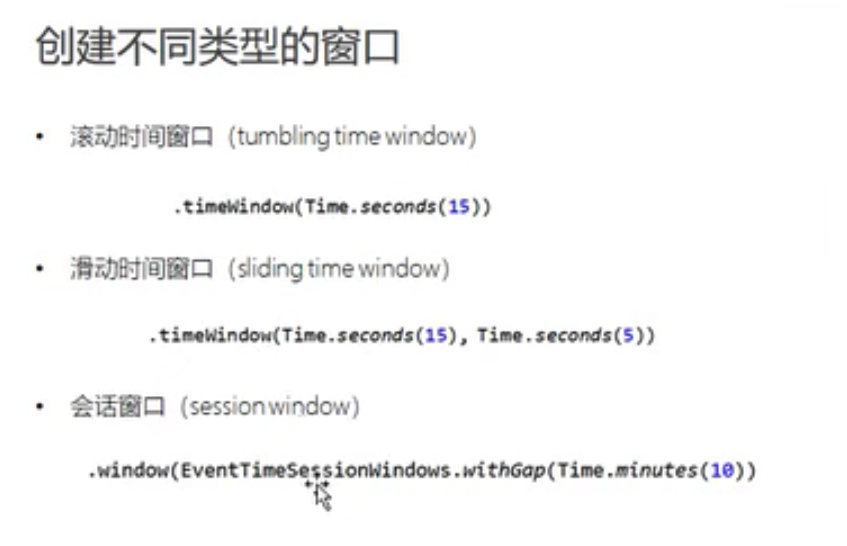 创建不同类型的窗口
• 滚动时间窗口（tumbling time window）
.timeWindow(Time.seconds(15))
• 滑动时间窗口（sliding time window）
.timeWindow(Time.seconds(15), Time.seconds(5))
• 会话窗口（session window）
.window(EventTimeSessionWindows.withGap(Time.minutes(10))